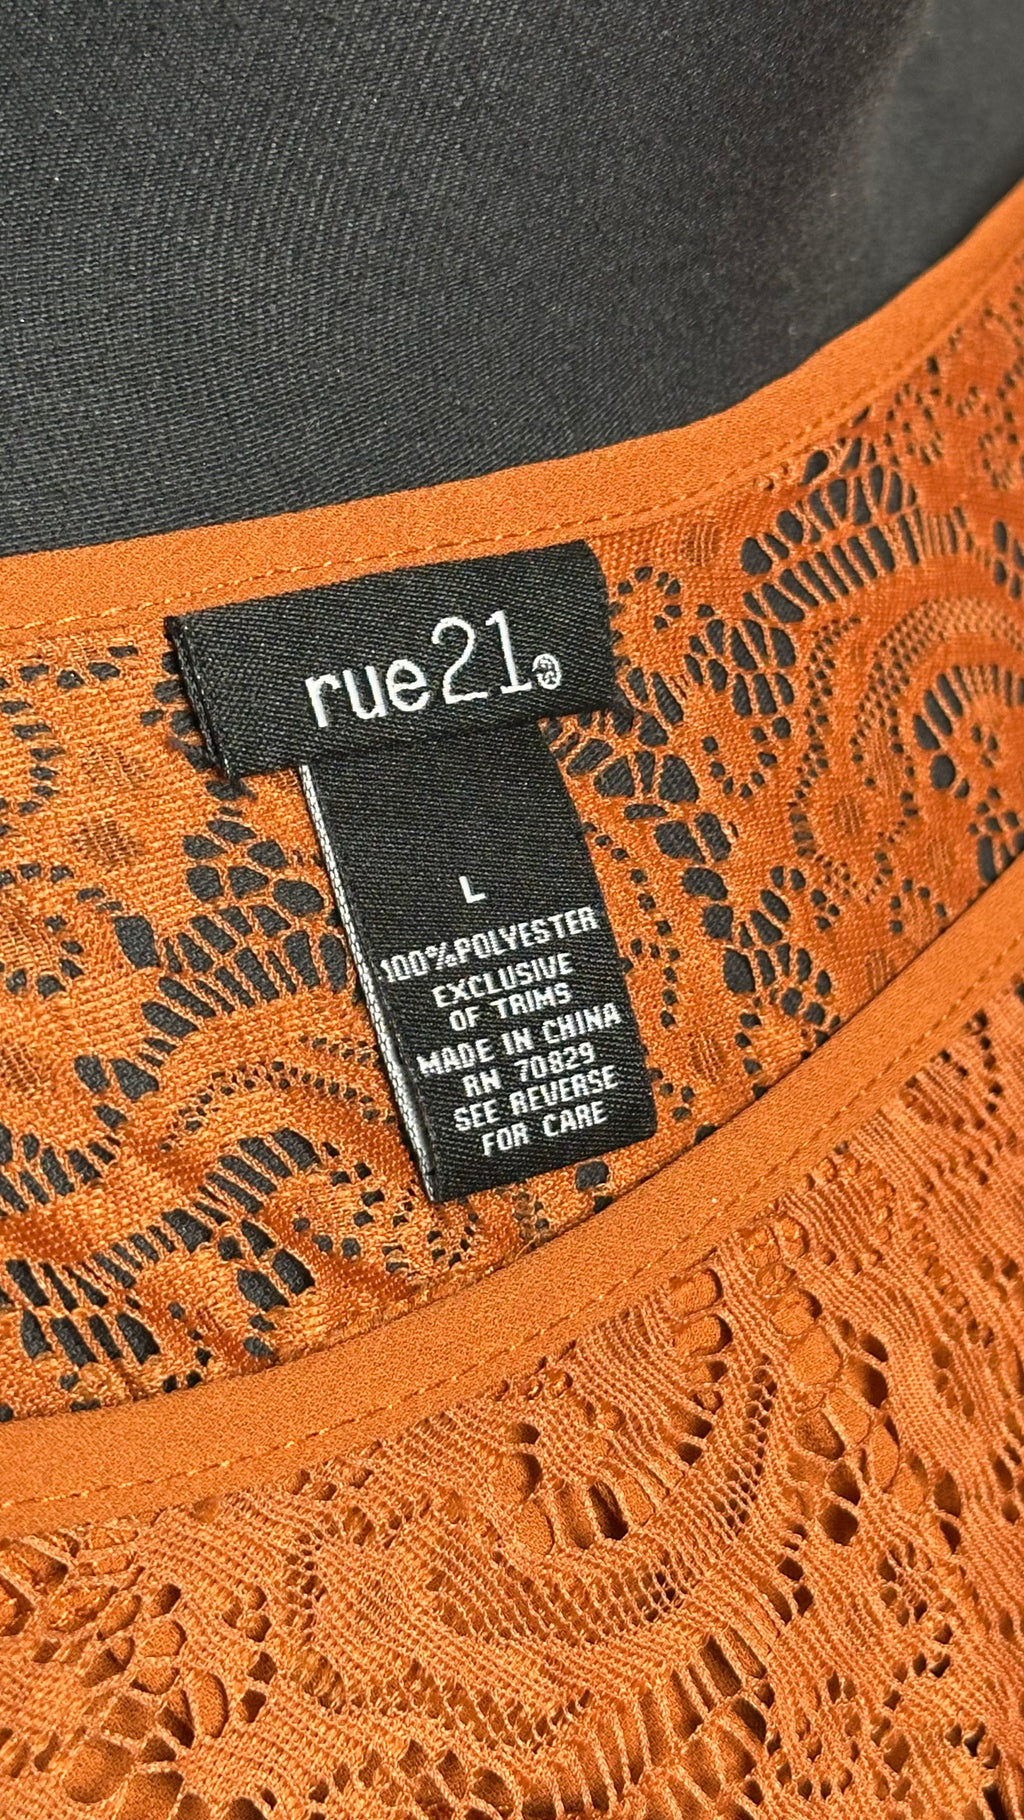 rue21®
L
100%POLYESTER
EXCLUSIVE
OF TRIMS
MADE IN CHINA
RN 70829
SEE REVERSE
FOR CARE